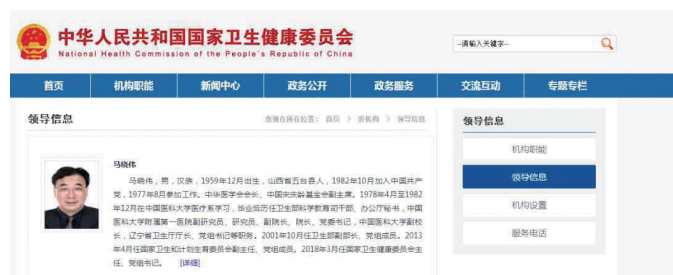 中华人民共和国国家卫生健康委员会
National Health Commission of the People's Republic of China
--请输入关键字--
首页 机构职能 新闻中心 政务公开 政务服务 交流互动 专题专栏
领导信息
您现在所在位置： 首页 > 委机构 > 领导信息
马晓伟
马晓伟，男，汉族，1959年12月出生，山西省五台县人，1982年10月加入中国共产
党，1977年8月参加工作。中华医学会会长，中国宋庆龄基金会副主席。1978年4月至1982
年12月在中国医科大学医疗系学习，毕业后历任卫生部科学教育司干部、办公厅秘书，中国
医科大学附属第一医院副研究员、研究员、副院长、院长、党委书记，中国医科大学副校
长，辽宁省卫生厅厅长、党组书记等职务。2001年10月任卫生部副部长、党组成员。2013
年4月任国家卫生和计划生育委员会副主任、党组成员。2018年3月任国家卫生健康委员会主
任、党组书记。 [详细]
领导信息
机构职能
领导信息
机构设置
服务电话